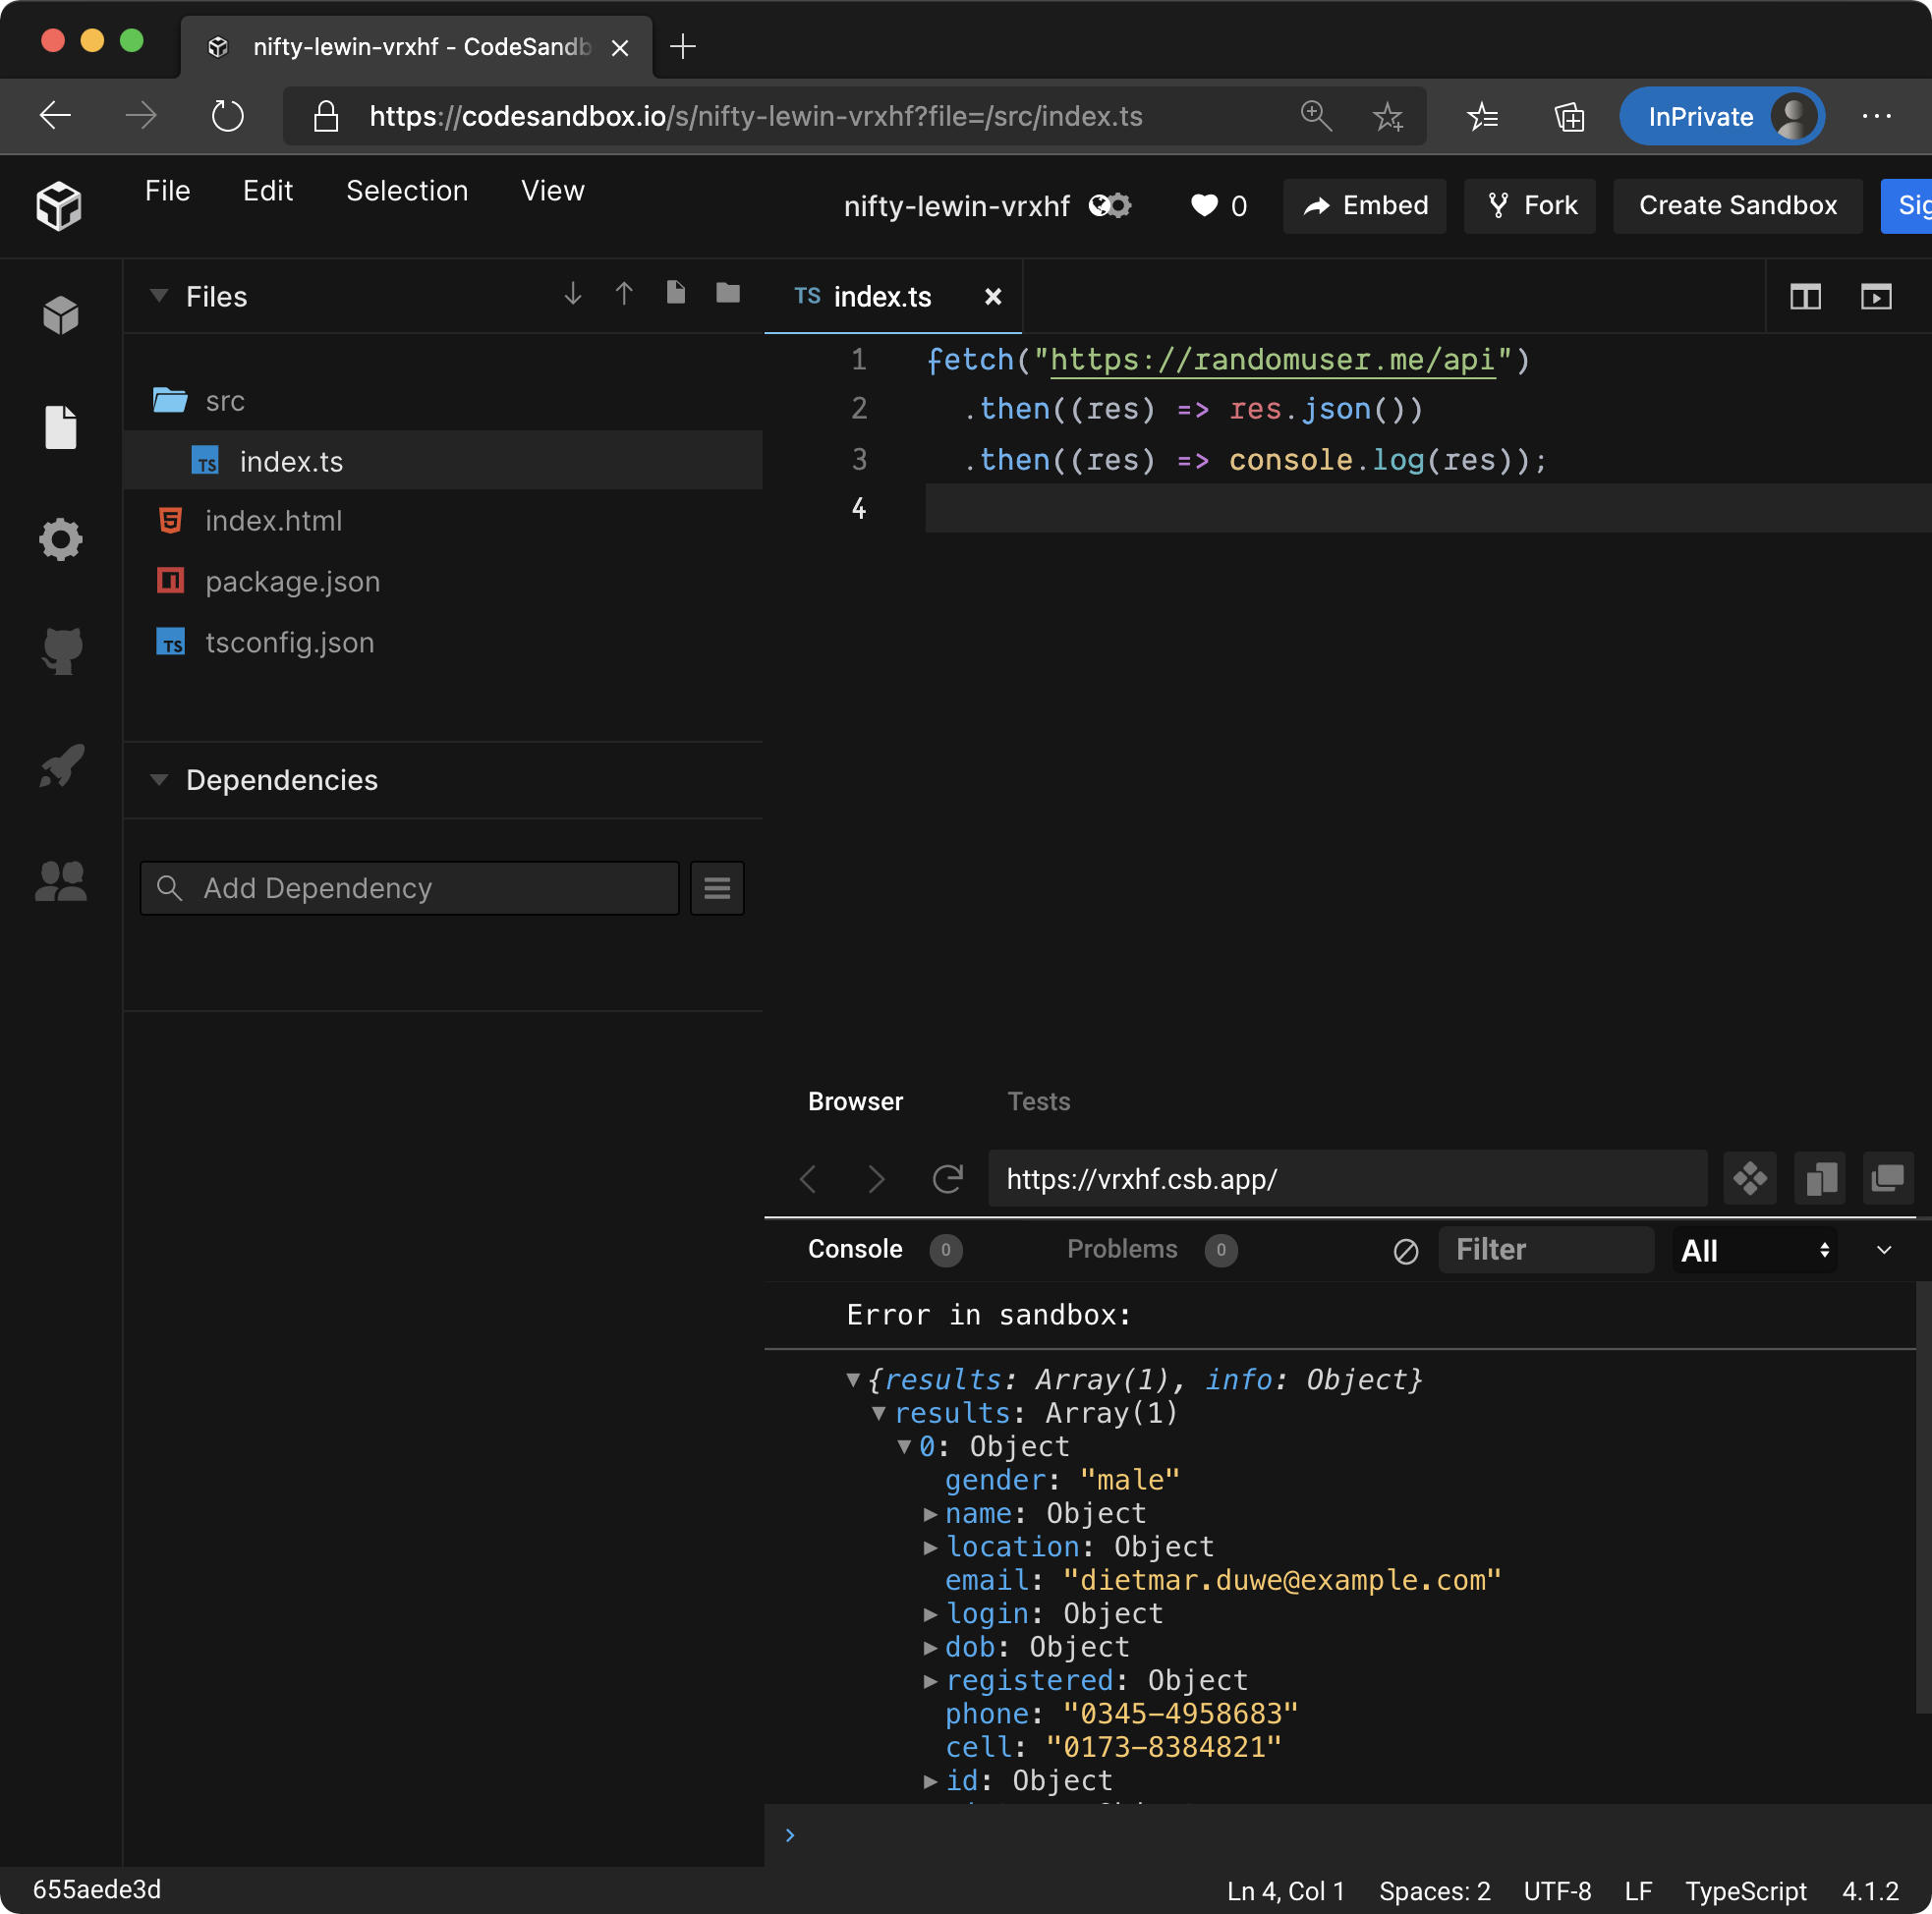 nifty-lewin-vrxhf - CodeSandb
https://codesandbox.io/s/nifty-lewin-vrxhf?file=/src/index.ts
InPrivate
File Edit Selection View
nifty-lewin-vrxhf
0
Embed
Fork
Create Sandbox
Sig
Files
src
TS index.ts
index.html
package.json
TS tsconfig.json
Dependencies
Add Dependency
TS index.ts
1 fetch("https://randomuser.me/api")
2 .then((res) => res.json())
3 .then((res) => console.log(res));
4
Browser Tests
https://vrxhf.csb.app/
Console 0 Problems 0 Filter All
Error in sandbox:
{results: Array(1), info: Object}
results: Array(1)
0: Object
gender: "male"
name: Object
location: Object
email: "dietmar.duwe@example.com"
login: Object
dob: Object
registered: Object
phone: "0345-4958683"
cell: "0173-8384821"
id: Object
655aede3d
Ln 4, Col 1 Spaces: 2 UTF-8 LF TypeScript 4.1.2